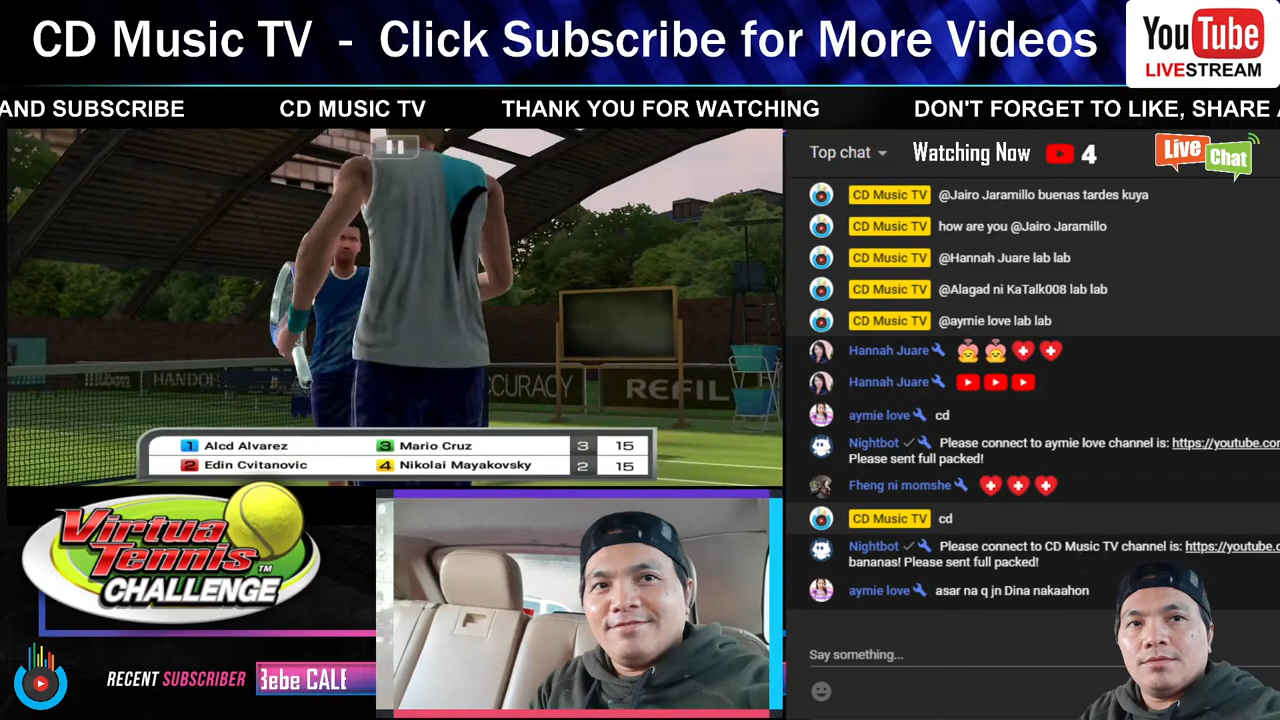 CD Music TV - Click Subscribe for More Videos
YouTube
LIVESTREAM
AND SUBSCRIBE CD MUSIC TV THANK YOU FOR WATCHING DON'T FORGET TO LIKE, SHARE
Top chat Watching Now 4 Live Chat
CD Music TV @Jairo Jaramillo buenas tardes kuya
CD Music TV how are you @Jairo Jaramillo
CD Music TV @Hannah Juare lab lab
CD Music TV @Alagad ni KaTalk008 lab lab
CD Music TV @aymie love lab lab
Hannah Juare
Hannah Juare
aymie love cd
Nightbot Please connect to aymie love channel is: https://youtube.co
Please sent full packed!
Fheng ni momshe
CD Music TV cd
Nightbot Please connect to CD Music TV channel is: https://youtube.c
bananas! Please sent full packed!
aymie love asar na q jn Dina nakaahon
Say something...
HANDOK CCURACY REFIL
1 Alcd Alvarez 3 Mario Cruz 3 15
2 Edin Cvitanovic 4 Nikolai Mayakovsky 2 15
Virtua
Tennis™
CHALLENGE
RECENT SUBSCRIBER Bebe CALE